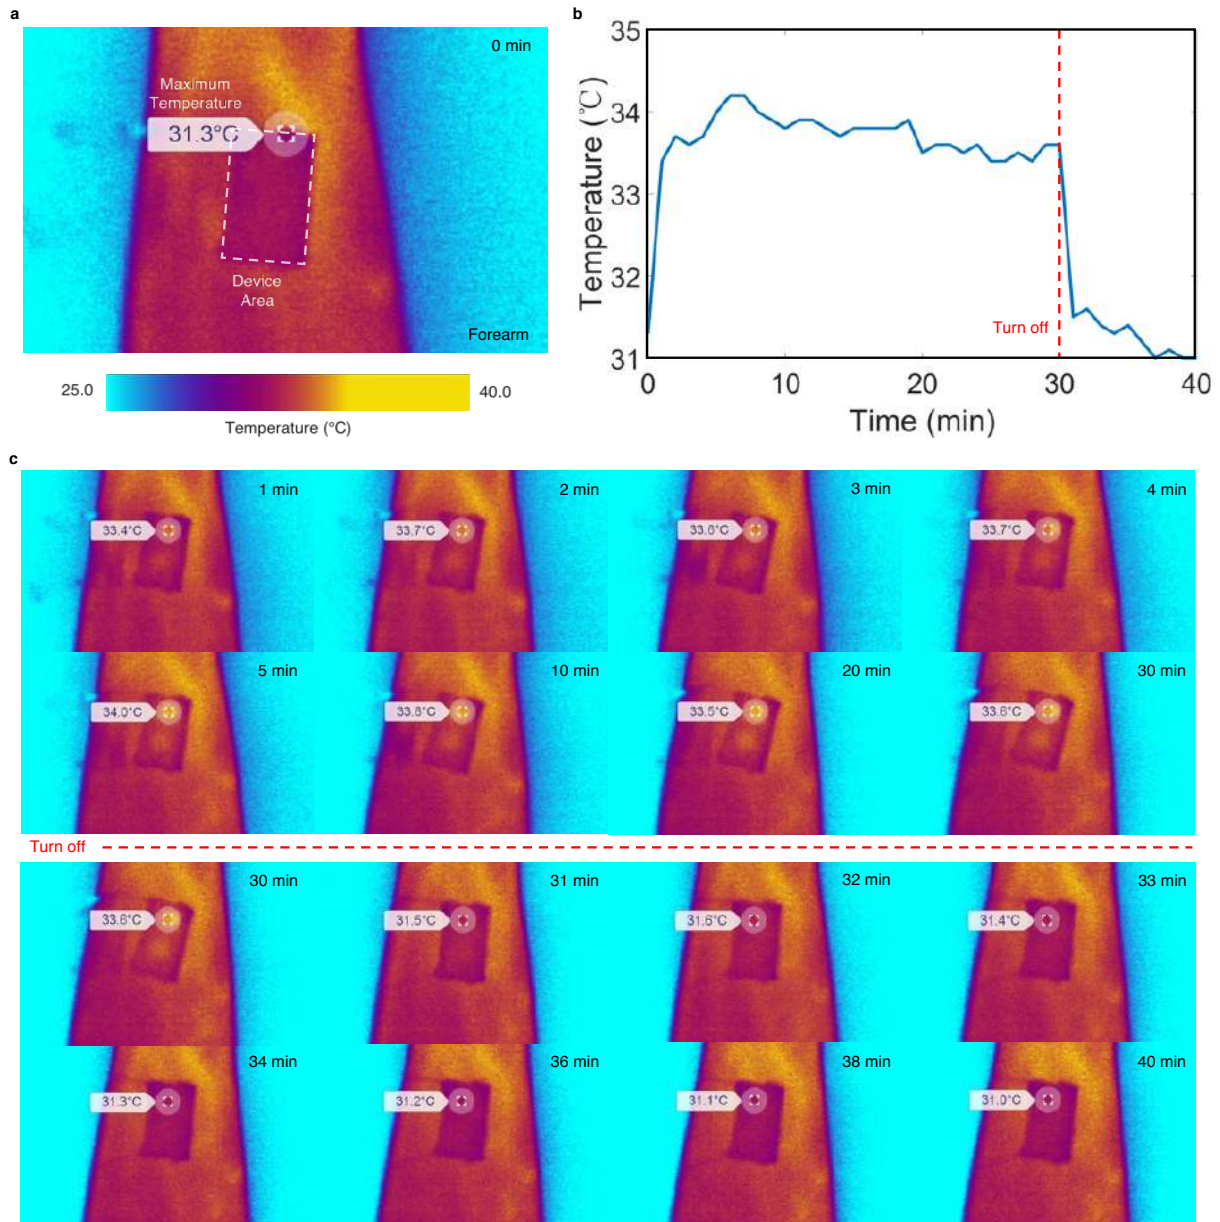 a
0 min
Maximum
Temperature
31.3°C
Device
Area
Forearm
25.0
40.0
Temperature (°C)
b
35
34
33
32
31
Temperature (°C)
Turn off
0
10
20
30
40
Time (min)
c
1 min
2 min
3 min
4 min
33.4°C
33.7°C
33.6°C
33.7°C
5 min
10 min
20 min
30 min
34.0°C
33.8°C
33.5°C
33.6°C
Turn off
30 min
31 min
32 min
33 min
33.6°C
31.5°C
31.6°C
31.4°C
34 min
36 min
38 min
40 min
31.3°C
31.2°C
31.1°C
31.0°C